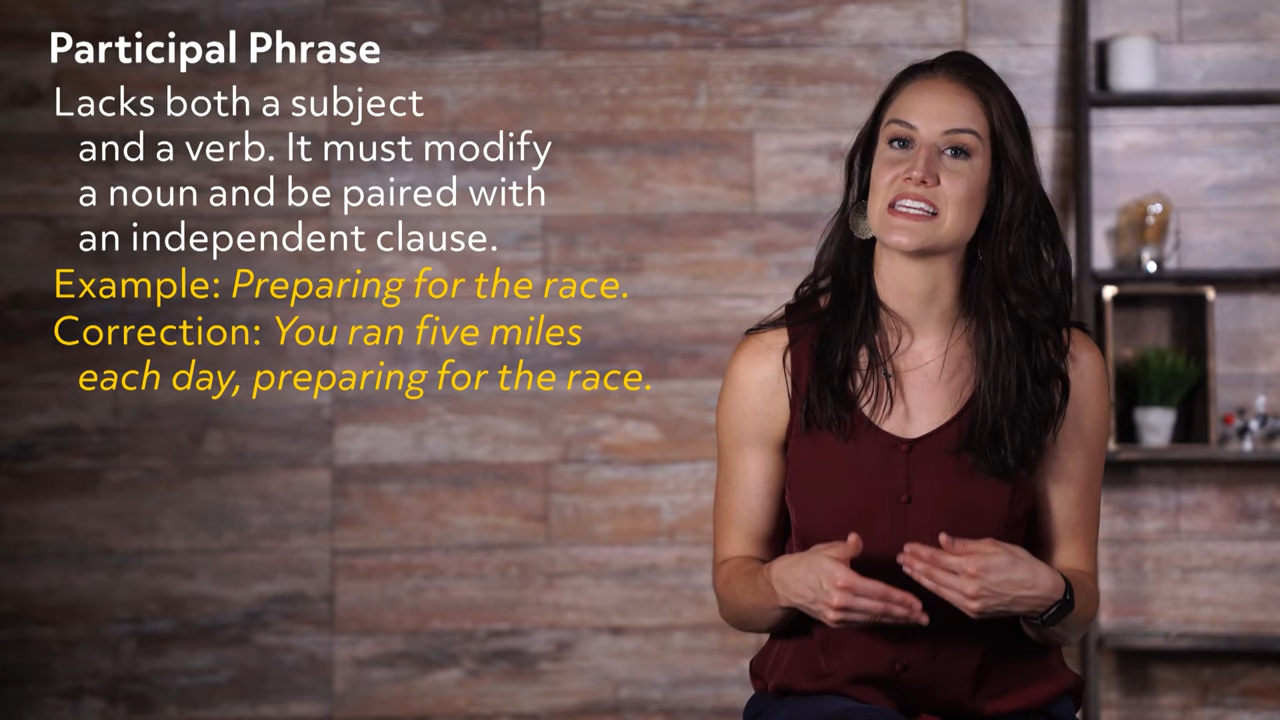 Participal Phrase
Lacks both a subject
and a verb. It must modify
a noun and be paired with
an independent clause.
Example: Preparing for the race.
Correction: You ran five miles
each day, preparing for the race.